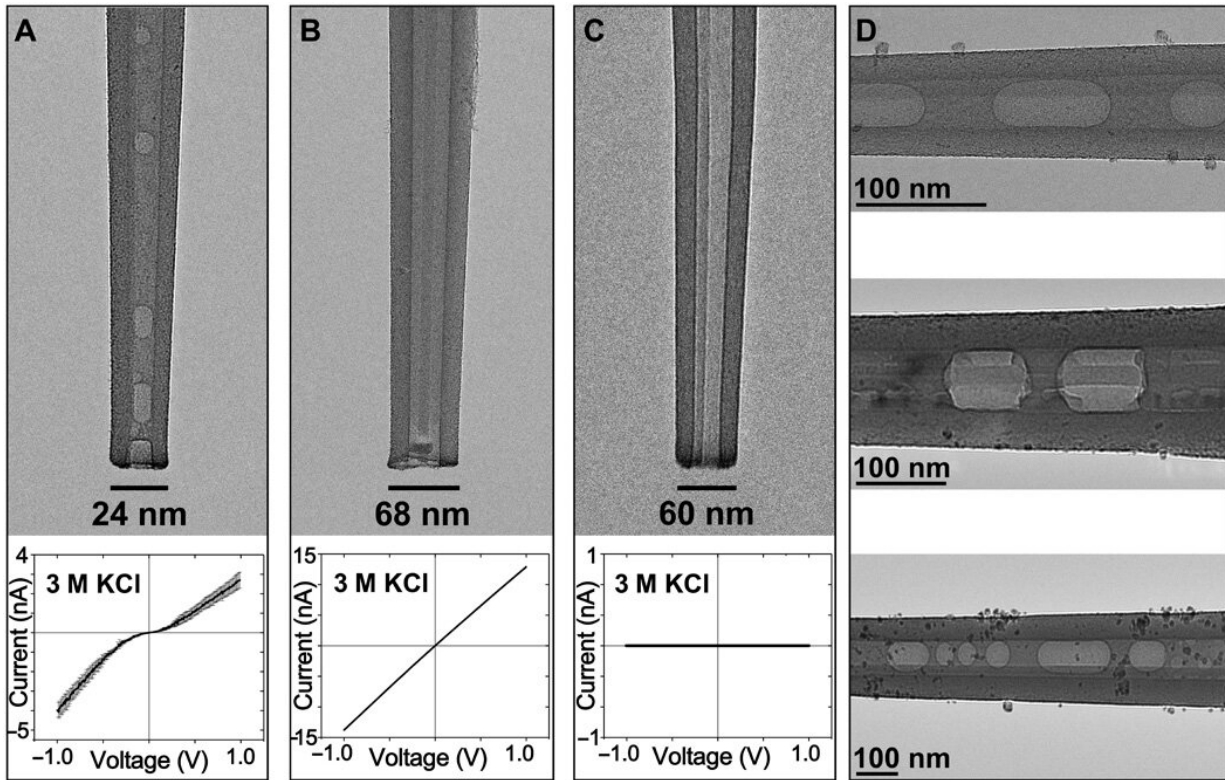 A
B
C
D
24 nm
68 nm
60 nm
100 nm
100 nm
100 nm
4
3 M KCl
Current (nA)
−5
−1.0
1.0
Voltage (V)
15
3 M KCl
Current (nA)
−15
−1.0
1.0
Voltage (V)
1
3 M KCl
Current (nA)
−1
−1.0
1.0
Voltage (V)